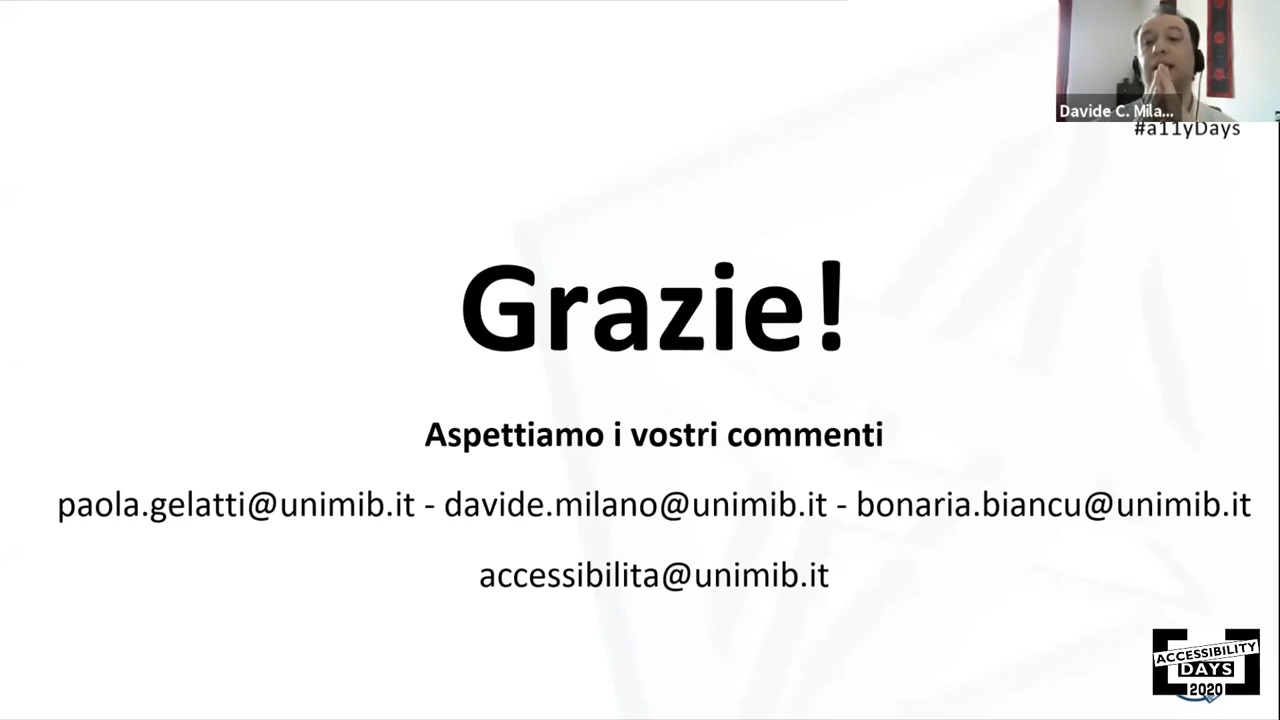 Davide C. Mila...
#a11yDays
Grazie!
Aspettiamo i vostri commenti
paola.gelatti@unimib.it - davide.milano@unimib.it - bonaria.biancu@unimib.it
accessibilita@unimib.it
ACCESSIBILITY
DAYS
2020